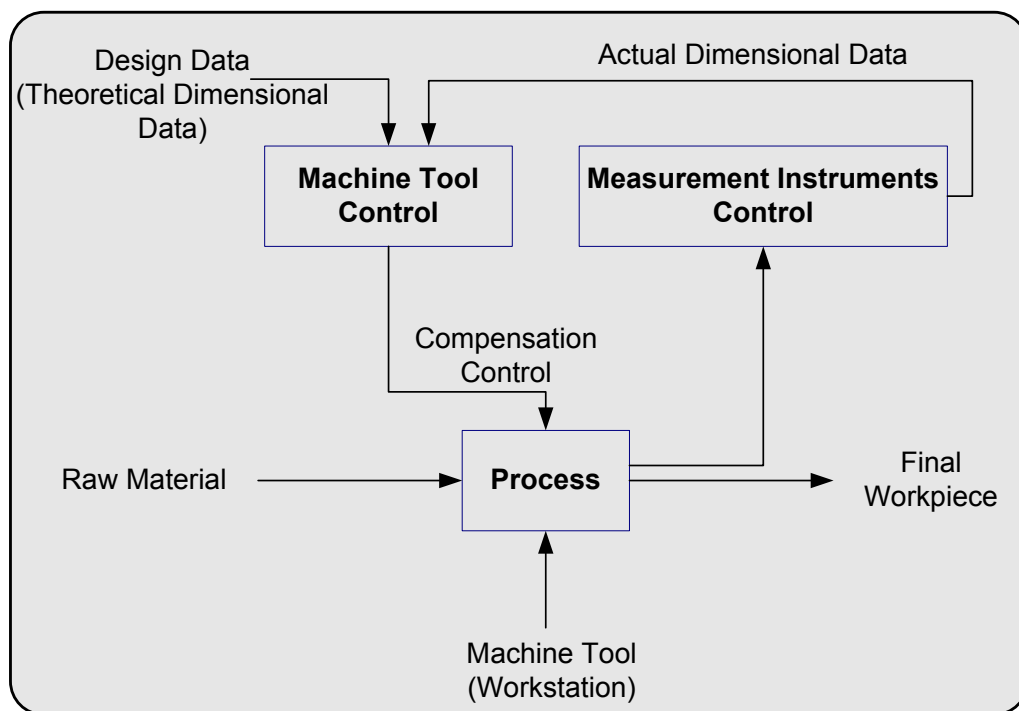 Design Data
(Theoretical Dimensional
Data)
Actual Dimensional Data
Machine Tool
Control
Measurement Instruments
Control
Compensation
Control
Raw Material
Process
Final
Workpiece
Machine Tool
(Workstation)